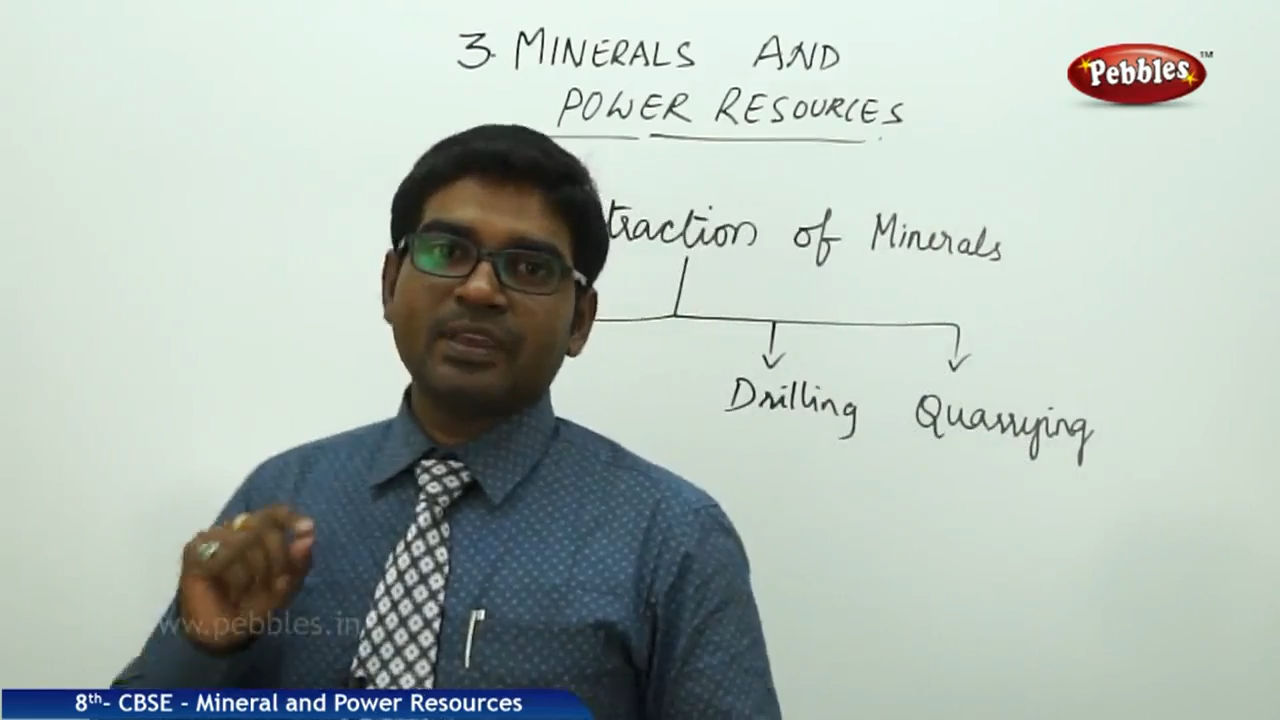 3. MINERALS AND
POWER RESOURCES
Pebbles™
traction of Minerals
Drilling Quarrying
www.pebbles.in
8th- CBSE - Mineral and Power Resources